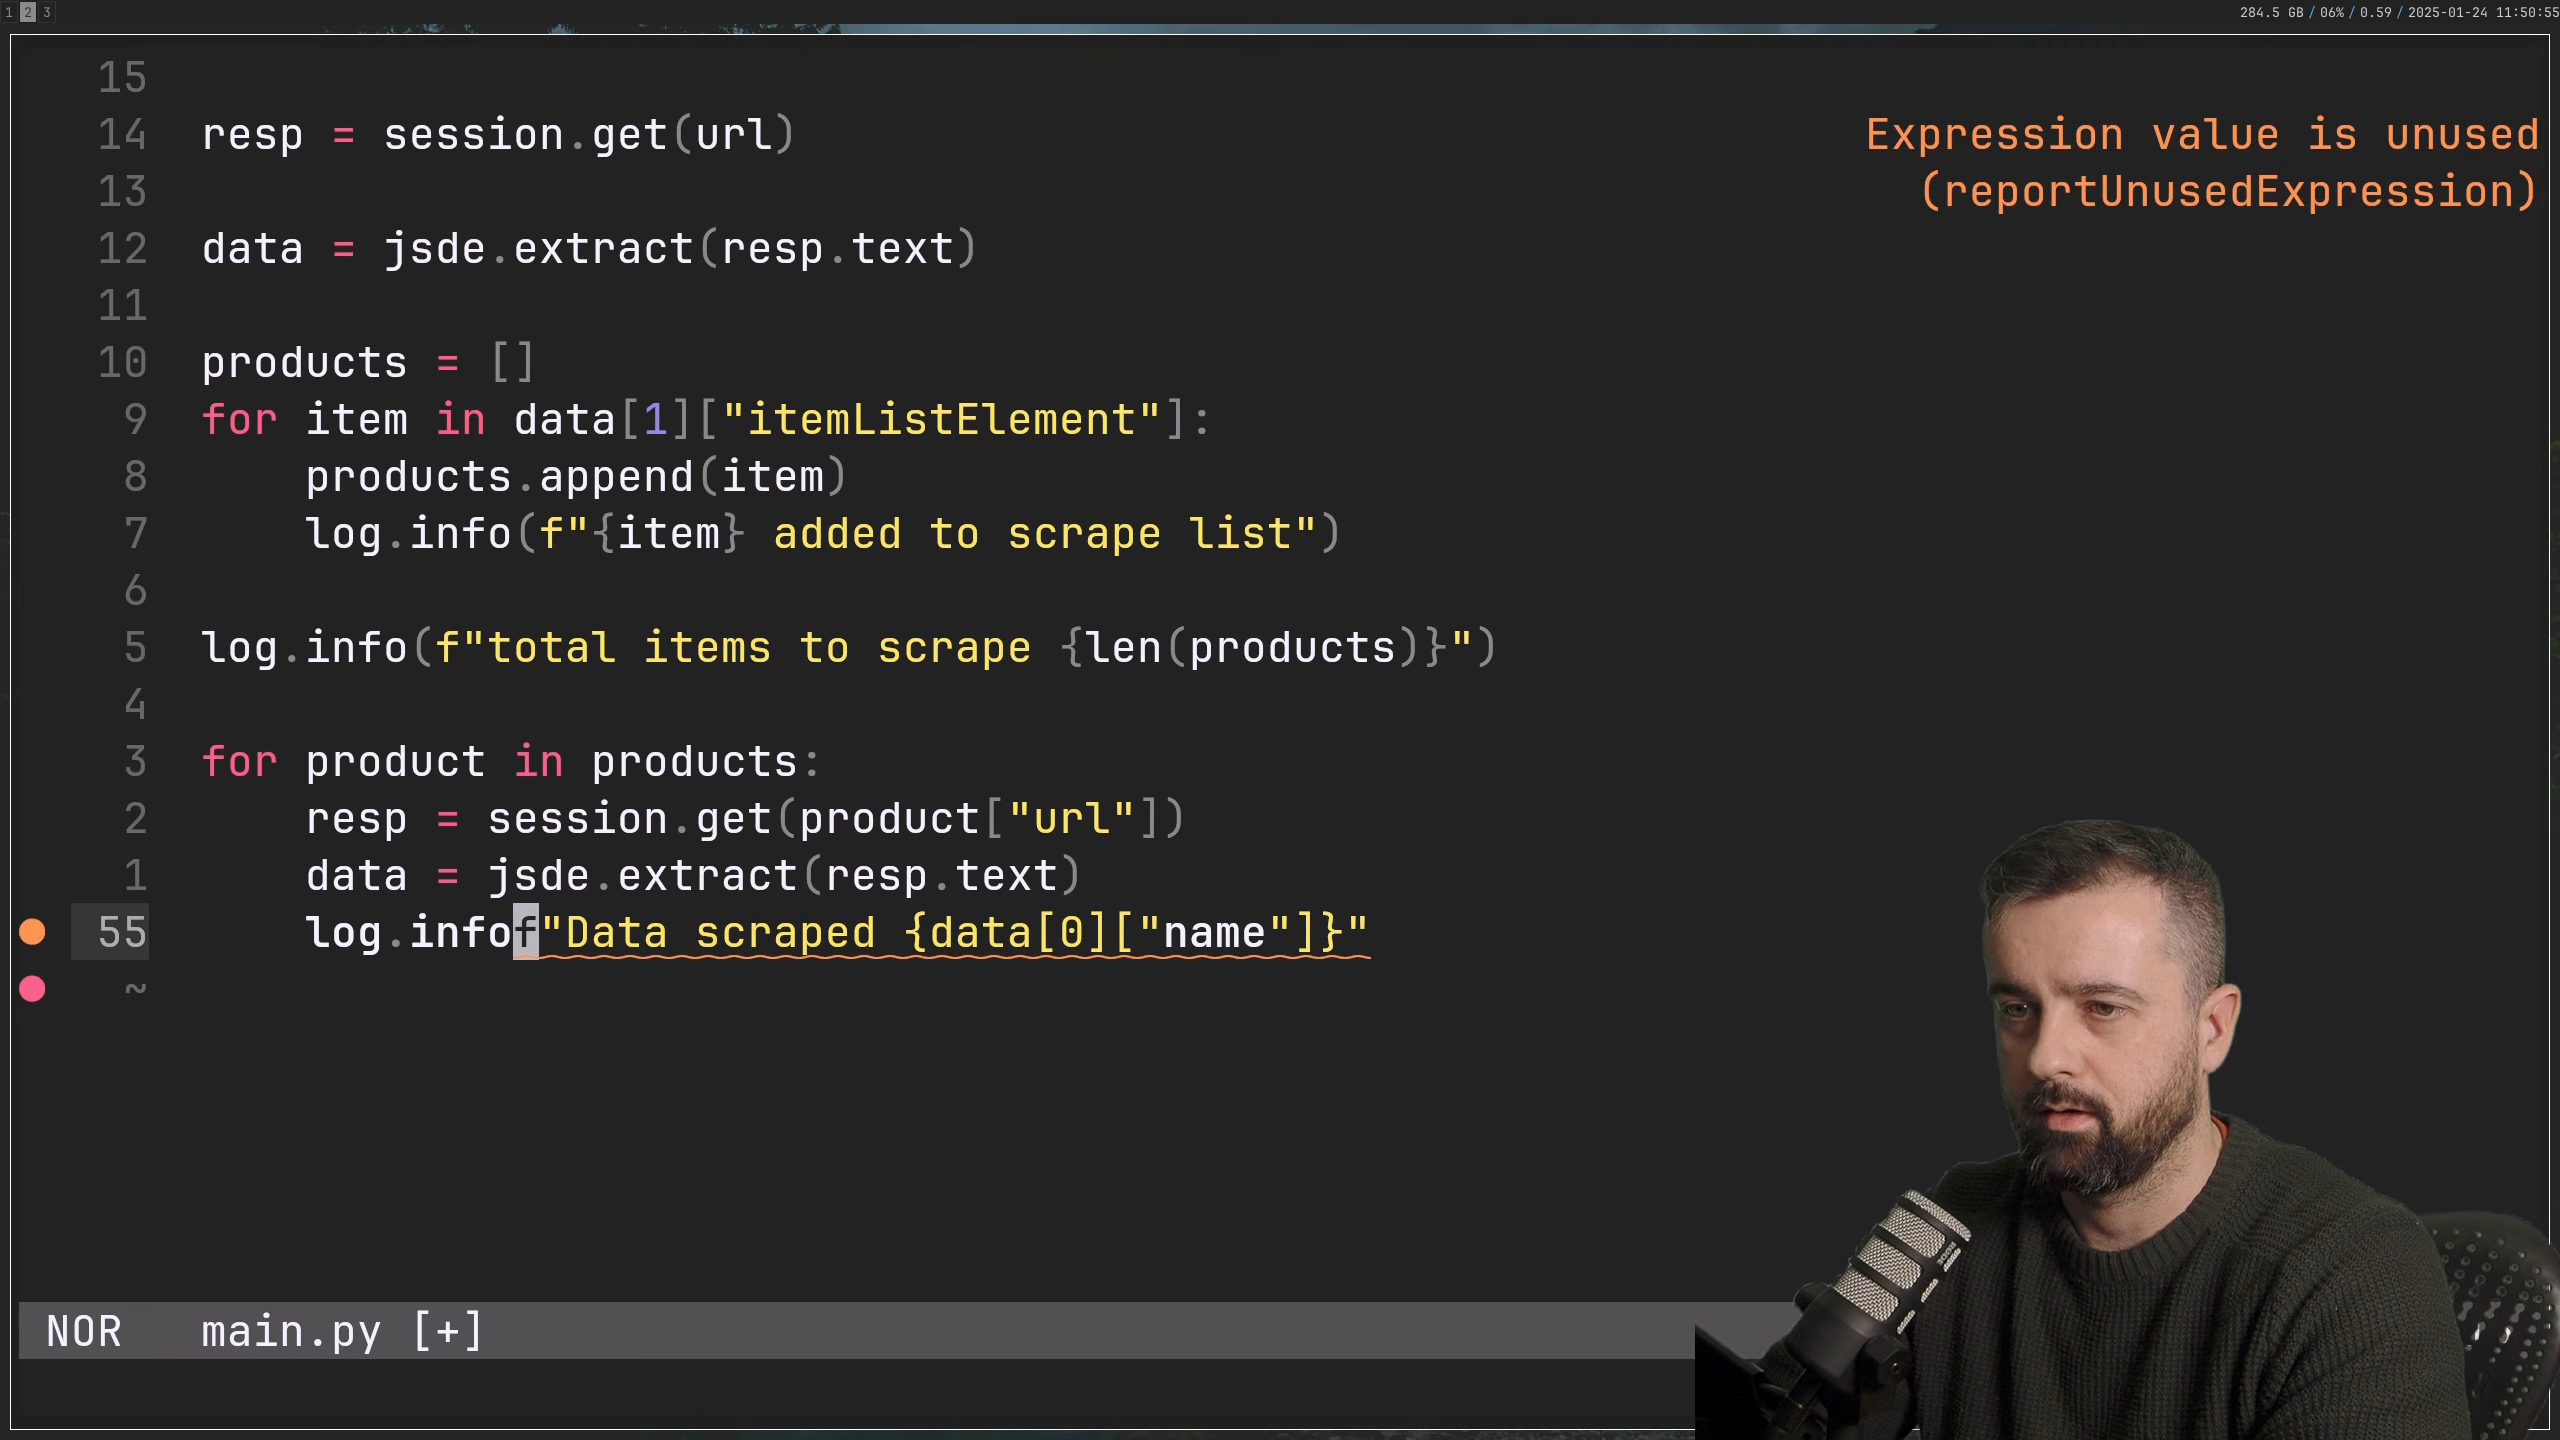 1 2 3
284.5 GB / 06% / 0.59 / 2025-01-24 11:50:55
15
14 resp = session.get(url)
Expression value is unused
13
(reportUnusedExpression)
12 data = jsde.extract(resp.text)
11
10 products = []
9 for item in data[1]["itemListElement"]:
8 products.append(item)
7 log.info(f"{item} added to scrape list")
6
5 log.info(f"total items to scrape {len(products)}")
4
3 for product in products:
2 resp = session.get(product["url"])
1 data = jsde.extract(resp.text)
55 log.infof"Data scraped {data[0]["name"]}"
~
NOR main.py [+]